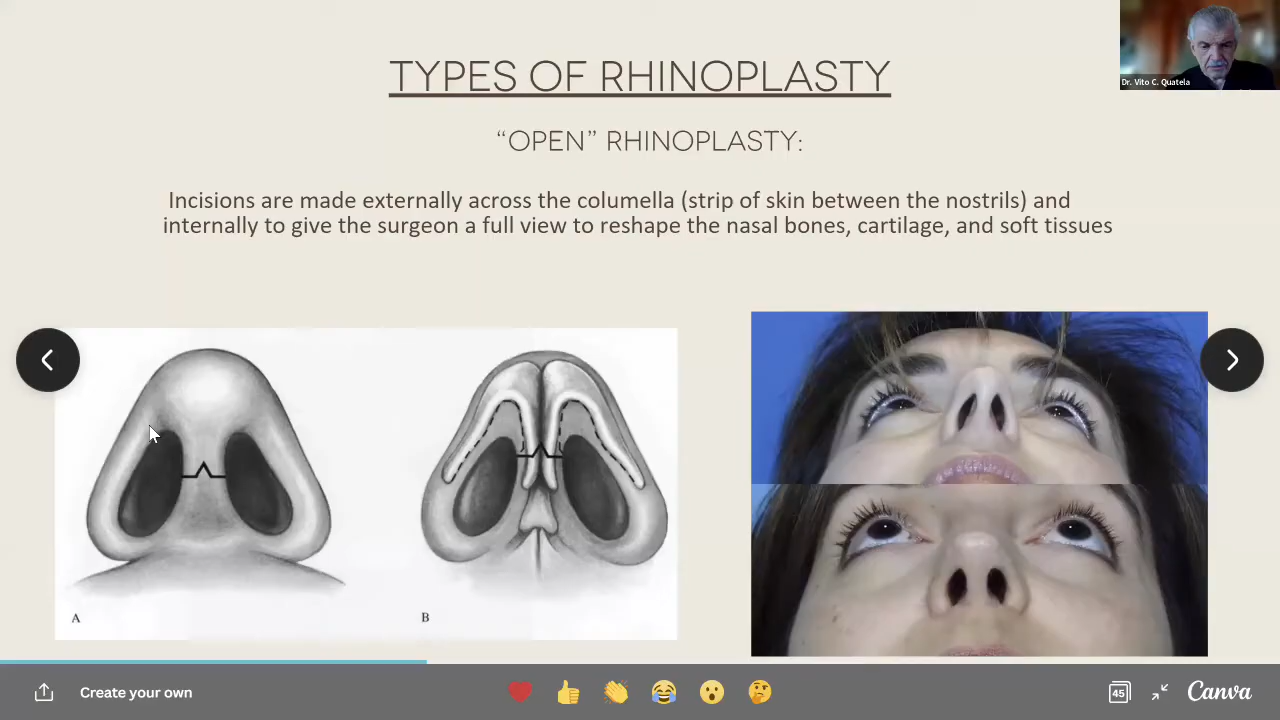 TYPES OF RHINOPLASTY
Dr. Vito C. Quatela
“OPEN” RHINOPLASTY:
Incisions are made externally across the columella (strip of skin between the nostrils) and
internally to give the surgeon a full view to reshape the nasal bones, cartilage, and soft tissues
A
B
Create your own
45
Canva